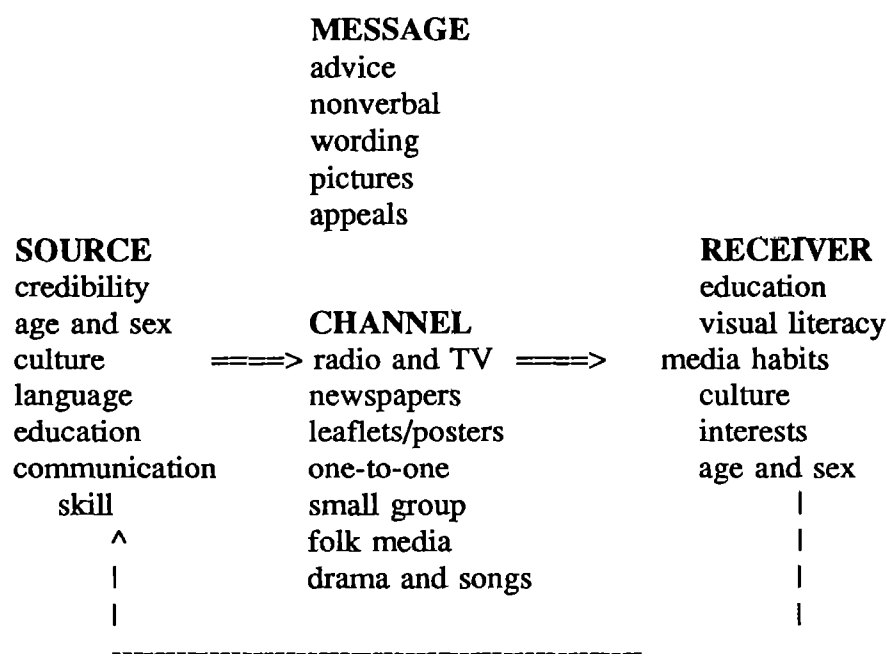 MESSAGE
advice
nonverbal
wording
pictures
appeals
SOURCE
credibility
age and sex
culture
language
education
communication
skill
^
|
|
CHANNEL
====> radio and TV ====>
newspapers
leaflets/posters
one-to-one
small group
folk media
drama and songs
RECEIVER
education
visual literacy
media habits
culture
interests
age and sex
|
|
|
|
---------------------------------------------